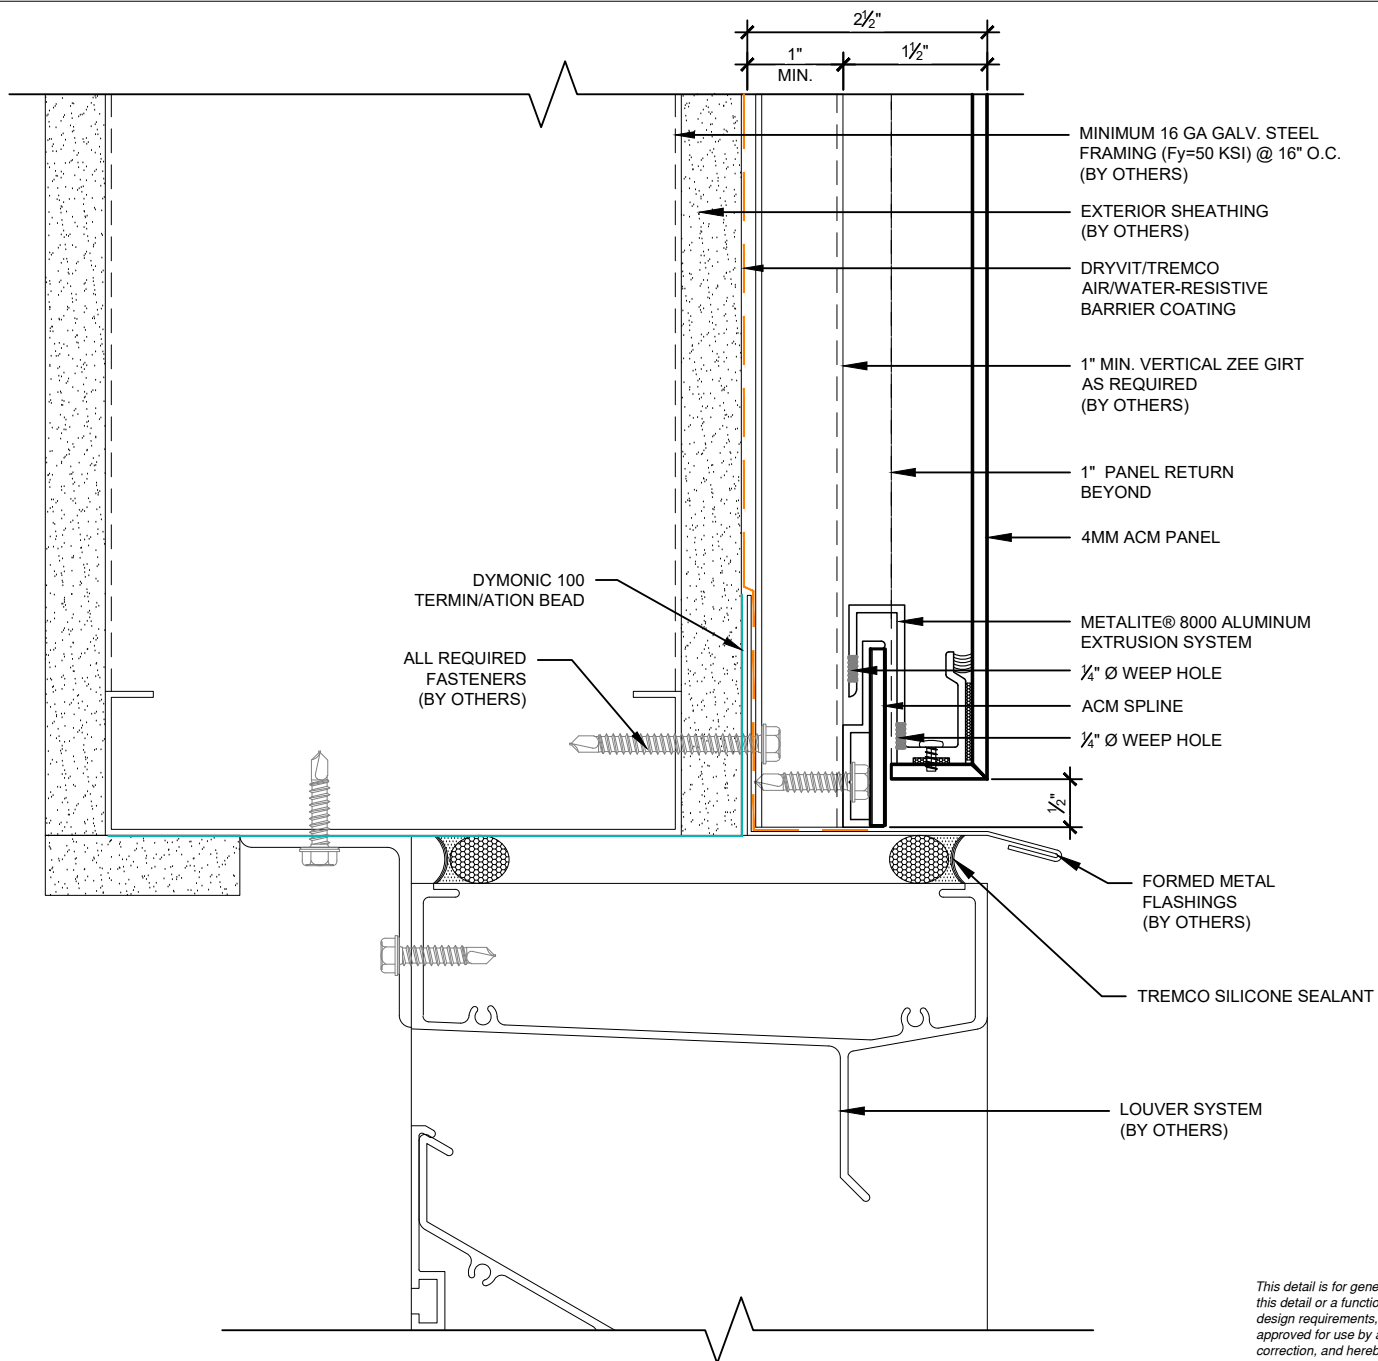 2½"
1"
MIN.
1½"
MINIMUM 16 GA GALV. STEEL
FRAMING (Fy=50 KSI) @ 16" O.C.
(BY OTHERS)
EXTERIOR SHEATHING
(BY OTHERS)
DRYVIT/TREMCO
AIR/WATER-RESISTIVE
BARRIER COATING
1" MIN. VERTICAL ZEE GIRT
AS REQUIRED
(BY OTHERS)
1" PANEL RETURN
BEYOND
4MM ACM PANEL
DYMONIC 100
TERMIN/ATION BEAD
METALITE® 8000 ALUMINUM
EXTRUSION SYSTEM
ALL REQUIRED
FASTENERS
(BY OTHERS)
¼" Ø WEEP HOLE
ACM SPLINE
¼" Ø WEEP HOLE
½"
FORMED METAL
FLASHINGS
(BY OTHERS)
TREMCO SILICONE SEALANT
LOUVER SYSTEM
(BY OTHERS)
This detail is for gene
this detail or a functio
design requirements,
approved for use by a
correction, and hereb